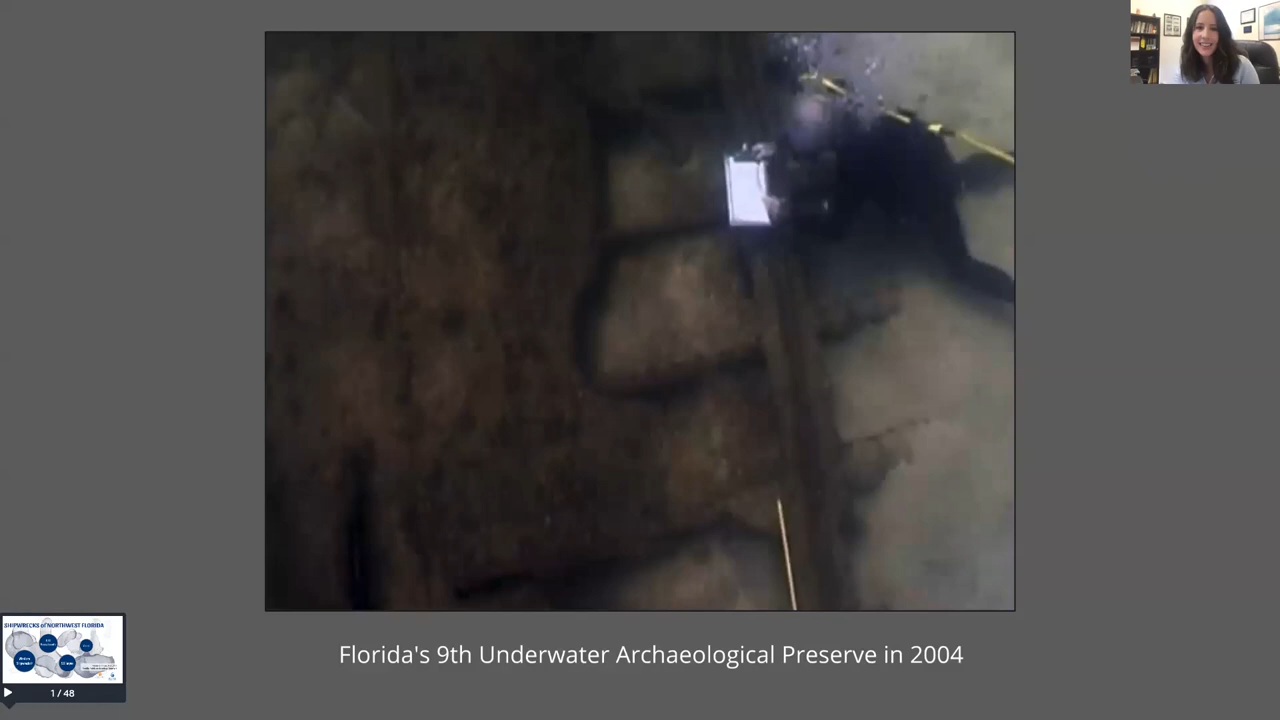 Florida's 9th Underwater Archaeological Preserve in 2004
SHIPWRECKS of NORTHWEST FLORIDA
1 / 48